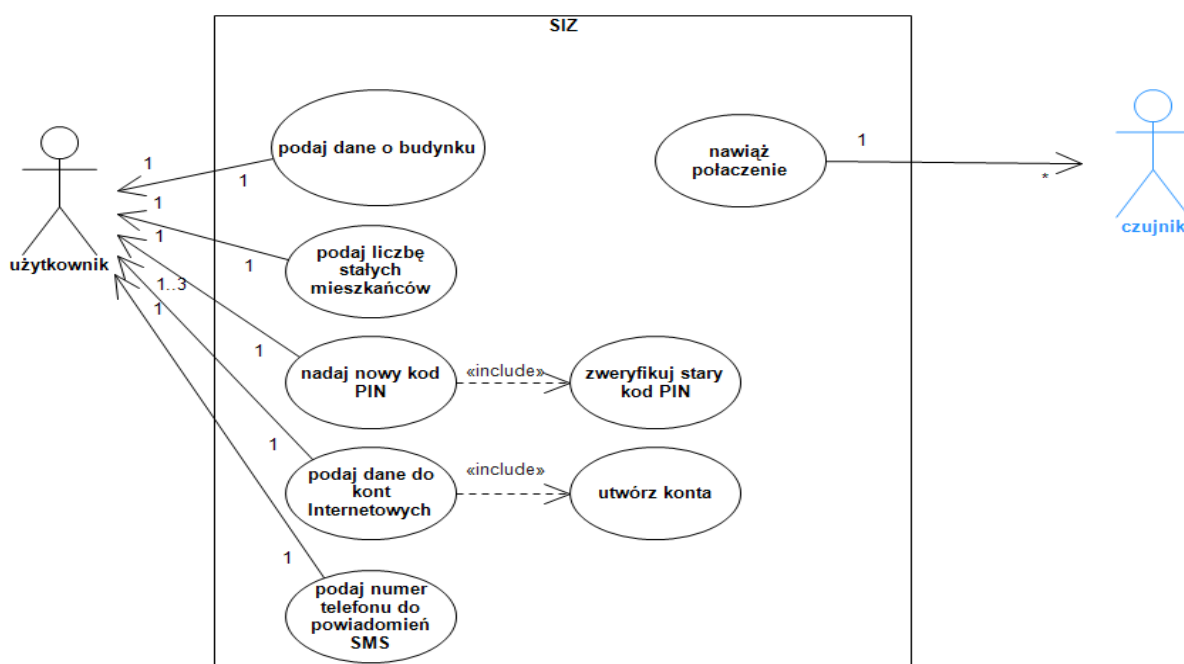 SIZ
podaj dane o budynku
1
1
nawiąż
połaczenie
1
*
czujnik
użytkownik
1
1
podaj liczbę
stałych
mieszkańców
1
1..3
1
1
nadaj nowy kod
PIN
«include»
zweryfikuj stary
kod PIN
1
podaj dane do
kont
Internetowych
«include»
utwórz konta
1
podaj numer
telefonu do
powiadomień
SMS